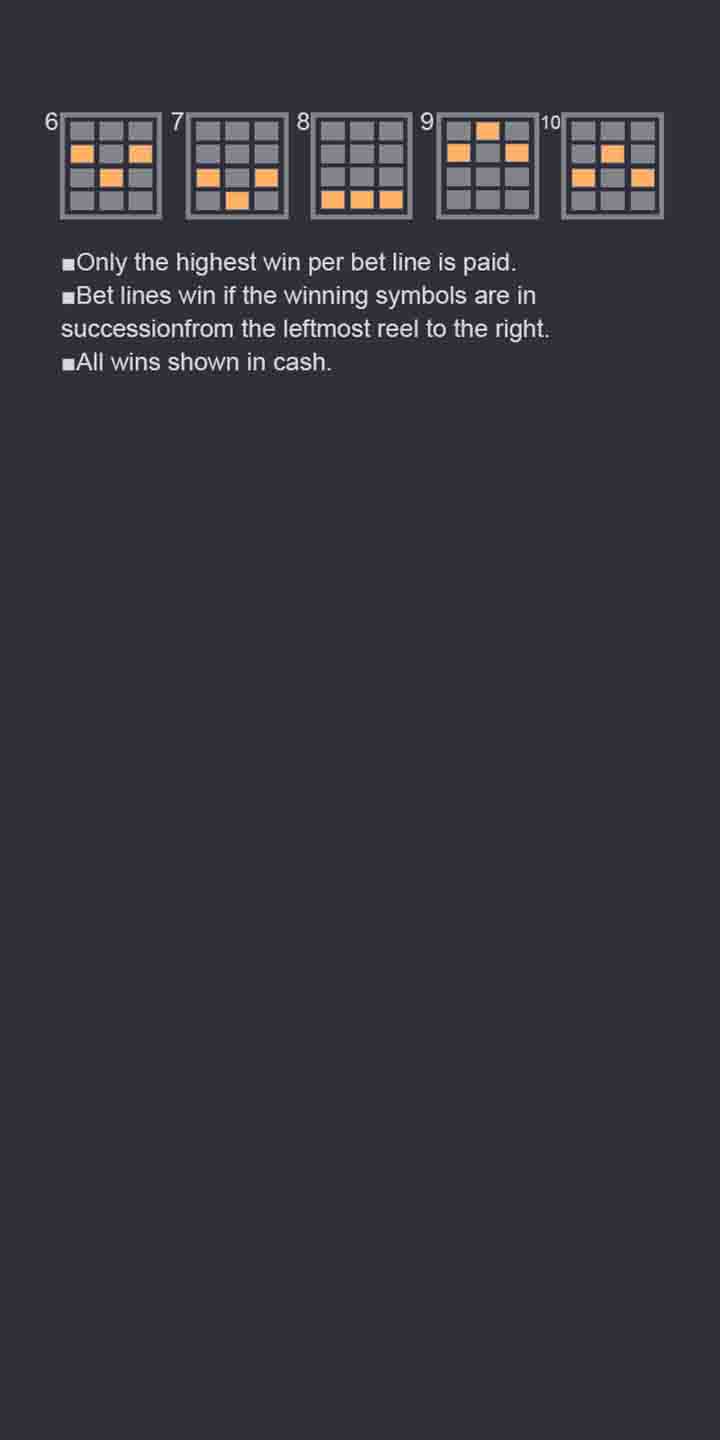 6 7 8 9 10
■Only the highest win per bet line is paid.
■Bet lines win if the winning symbols are in
successionfrom the leftmost reel to the right.
■All wins shown in cash.